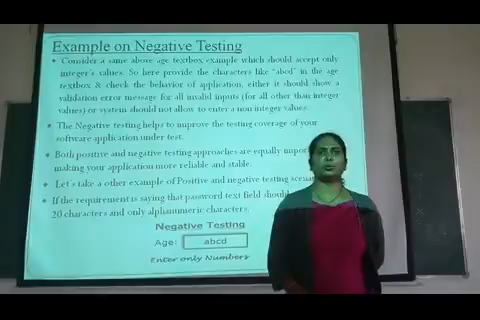 Example on Negative Testing
Consider a same above age textbox example which should accept only
integer's values. So here provide the characters like "abcd" in the age
textbox & check the behavior of application, either it should show a
validation error message for all invalid inputs (for all other than integer
values) or system should not allow to enter a non integer values.
The Negative testing helps to improve the testing coverage of your
software application under test.
Both positive and negative testing approaches are equally
making your application more reliable and stable.
Let's take a other example of Positive and negative testing
If the requirement is saying that password text field should
20 characters and only alphanumeric characters.
Negative Testing
Age: abcd
Enter only Numbers